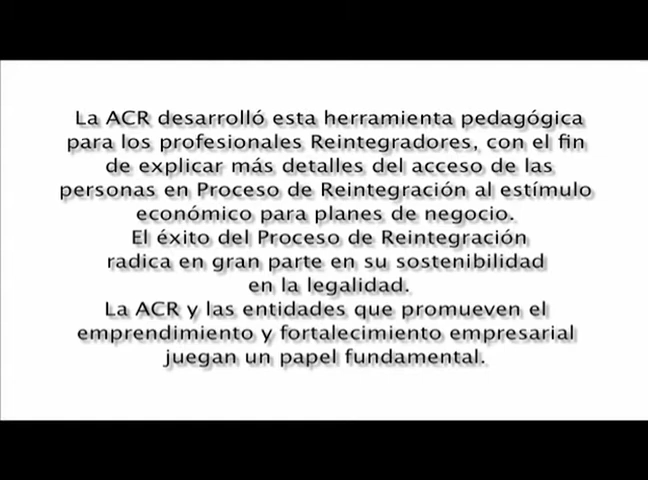 La ACR desarrolló esta herramienta pedagógica
para los profesionales Reintegradores, con el fin
de explicar más detalles del acceso de las
personas en Proceso de Reintegración al estímulo
económico para planes de negocio.
El éxito del Proceso de Reintegración
radica en gran parte en su sostenibilidad
en la legalidad.
La ACR y las entidades que promueven el
emprendimiento y fortalecimiento empresarial
juegan un papel fundamental.